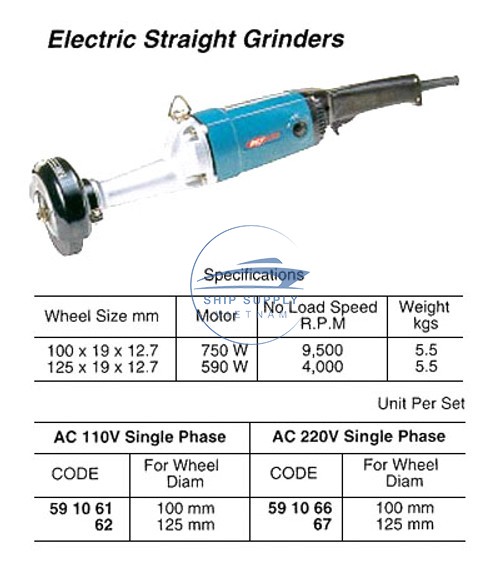 Electric Straight Grinders
SHIP SUPPLY
VIETNAM
Specifications
Wheel Size mm Motor No Load Speed R.P.M Weight kgs
100 x 19 x 12.7 750 W 9,500 5.5
125 x 19 x 12.7 590 W 4,000 5.5
Unit Per Set
AC 110V Single Phase AC 220V Single Phase
CODE For Wheel Diam CODE For Wheel Diam
59 10 61 100 mm 59 10 66 100 mm
62 125 mm 67 125 mm